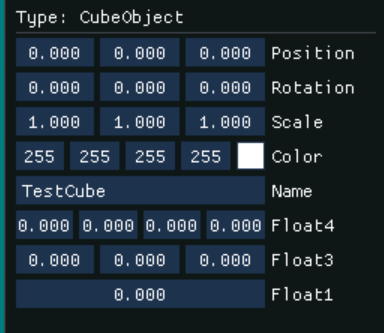 Type: CubeObject
0.000 0.000 0.000 Position
0.000 0.000 0.000 Rotation
1.000 1.000 1.000 Scale
255 255 255 255 Color
TestCube Name
0.000 0.000 0.000 0.000 Float4
0.000 0.000 0.000 Float3
0.000 Float1